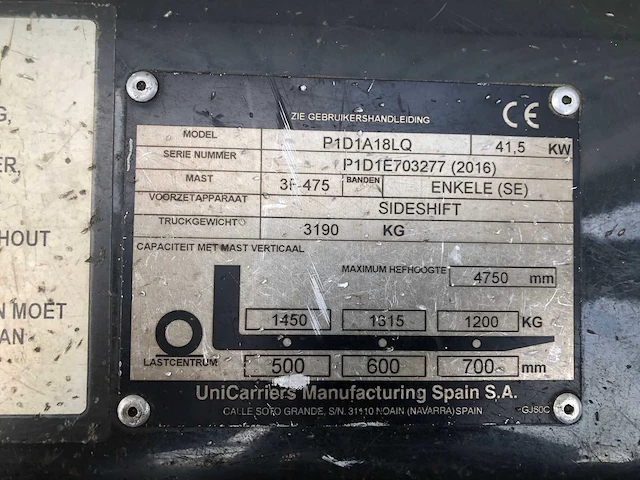 G,
ER,
HOUT
N MOET
AN
ZIE GEBRUIKERSHANDLEIDING
CE
MODEL P1D1A18LQ 41,5 KW
SERIE NUMMER P1D1E703277 (2016)
MAST 3F-475 BANDEN ENKELE (SE)
VOORZETAPPARAAT SIDESHIFT
TRUCKGEWICHT 3190 KG
CAPACITEIT MET MAST VERTICAAL
MAXIMUM HEFHOOGTE 4750 mm
1450 1315 1200 KG
LASTCENTRUM 500 600 700 mm
UniCarriers Manufacturing Spain S.A.
CALLE SOTO GRANDE, S/N. 31110 NOAIN (NAVARRA) SPAIN
GJ60C